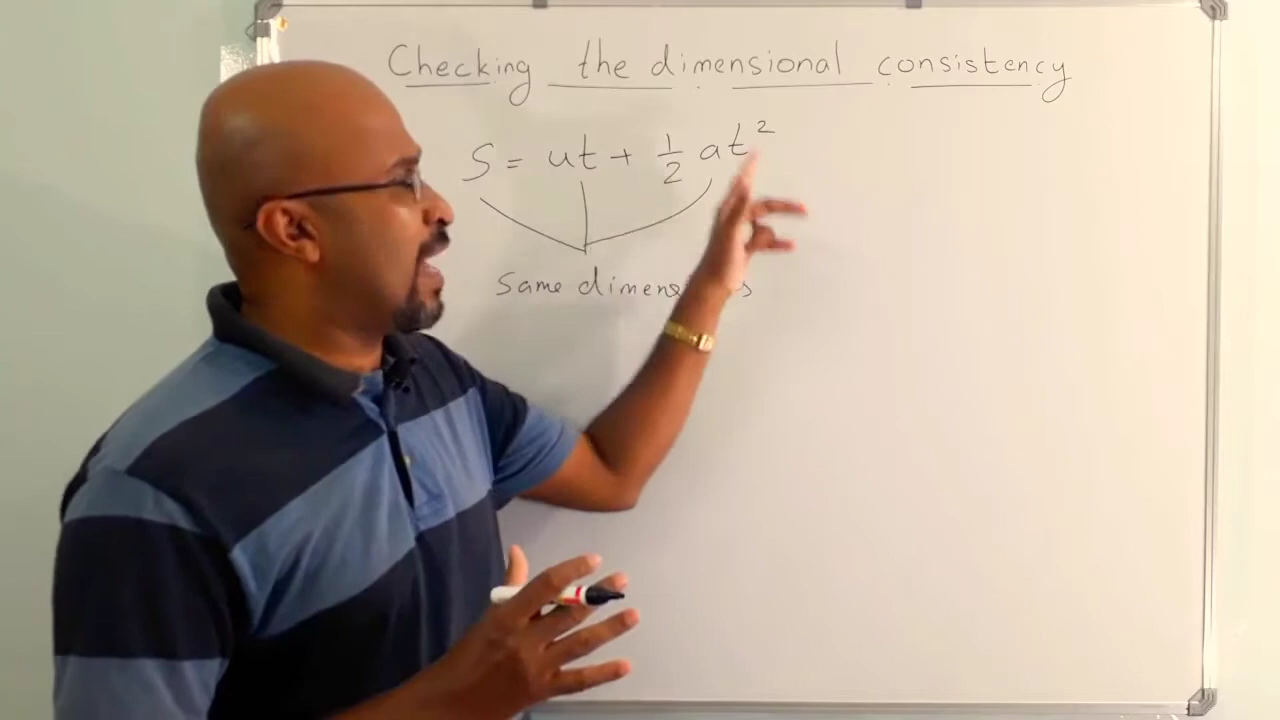 Checking the dimensional consistency
S = ut + 1/2 at²
Same dimensions